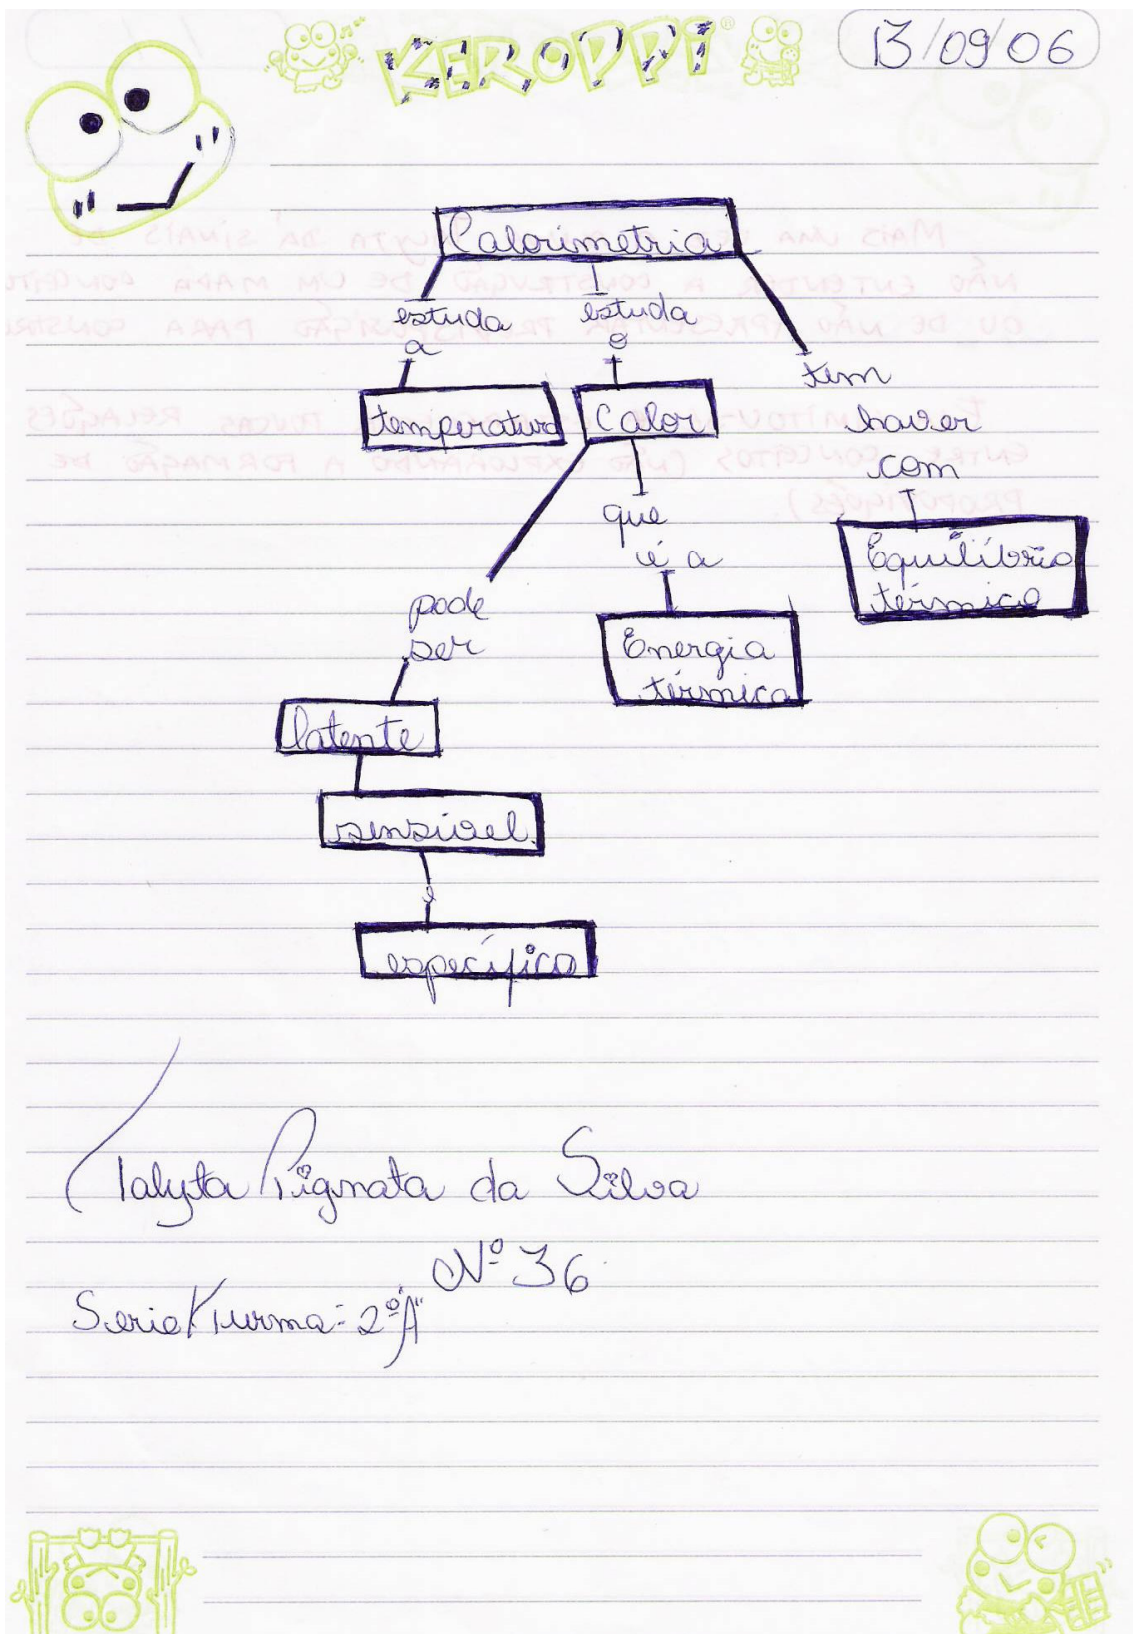 KEROPPI
13/09/06
Calorimetria
estuda estuda
a o
tem
temperatura Calor
haver
com
que
é a
Equilíbrio
térmico
pode
ser
Energia
térmica
latente
sensível
e
específico
Talyta Pignata da Silva
Nº 36
Serie/Turma: 2º "A"